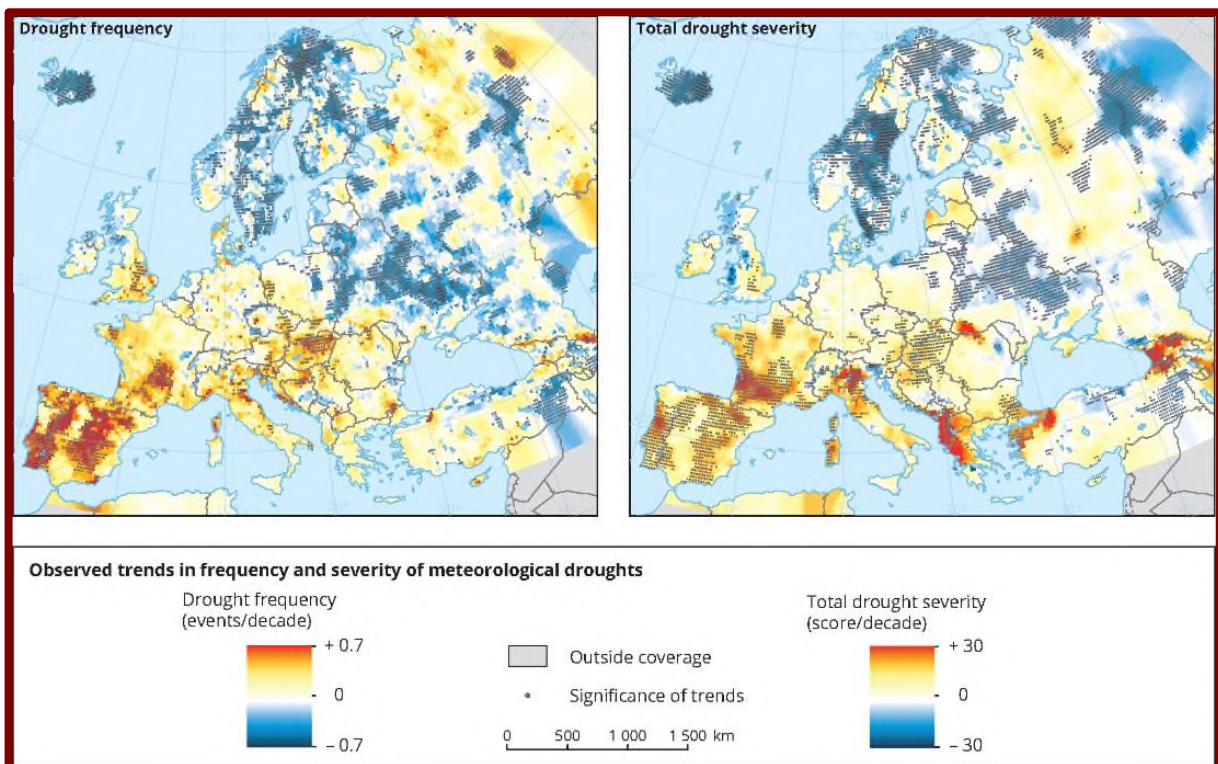 Drought frequency
Total drought severity
Observed trends in frequency and severity of meteorological droughts
Drought frequency
(events/decade)
+ 0.7
0
− 0.7
Outside coverage
Significance of trends
0 500 1 000 1 500 km
Total drought severity
(score/decade)
+ 30
0
− 30